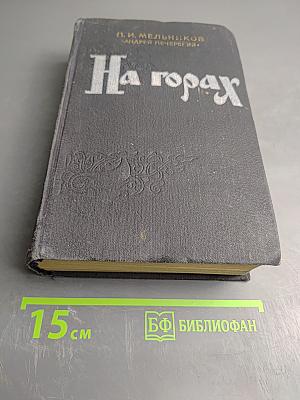 П. И. МЕЛЬНИКОВ
(АНДРЕЙ ПЕЧЕРСКИЙ)
На горах
15 см
БФ БИБЛИОФАН